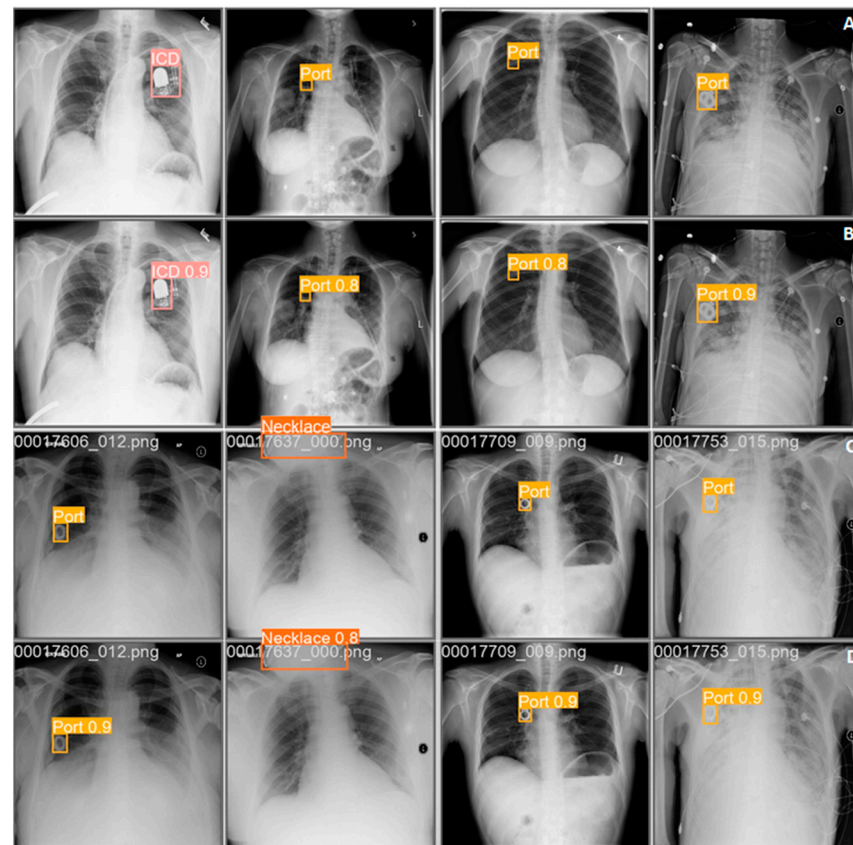 A
ICD
Port
Port
Port
B
ICD 0.9
Port 0.8
Port 0.8
Port 0.9
C
00017606_012.png
00017637_000.png
00017709_009.png
00017753_015.png
Necklace
Port
Port
Port
D
00017606_012.png
00017637_000.png
00017709_009.png
00017753_015.png
Necklace 0.8
Port 0.9
Port 0.9
Port 0.9
L
L